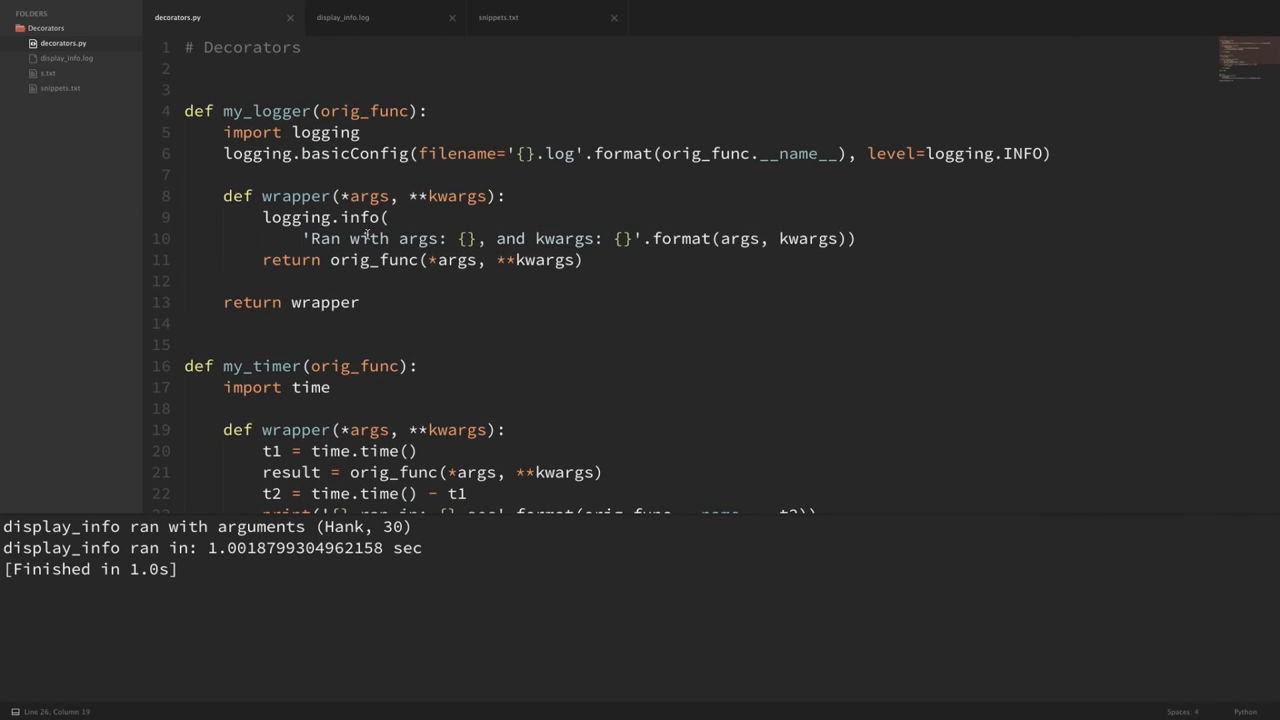 FOLDERS
Decorators
decorators.py
display_info.log
s.txt
snippets.txt
decorators.py
display_info.log
snippets.txt
1 # Decorators
2
3
4 def my_logger(orig_func):
5     import logging
6     logging.basicConfig(filename='{}.log'.format(orig_func.__name__), level=logging.INFO)
7
8     def wrapper(*args, **kwargs):
9         logging.info(
10             'Ran with args: {}, and kwargs: {}'.format(args, kwargs))
11         return orig_func(*args, **kwargs)
12
13     return wrapper
14
15
16 def my_timer(orig_func):
17     import time
18
19     def wrapper(*args, **kwargs):
20         t1 = time.time()
21         result = orig_func(*args, **kwargs)
22         t2 = time.time() - t1
display_info ran with arguments (Hank, 30)
display_info ran in: 1.0018799304962158 sec
[Finished in 1.0s]
Line 26, Column 19
Spaces: 4
Python